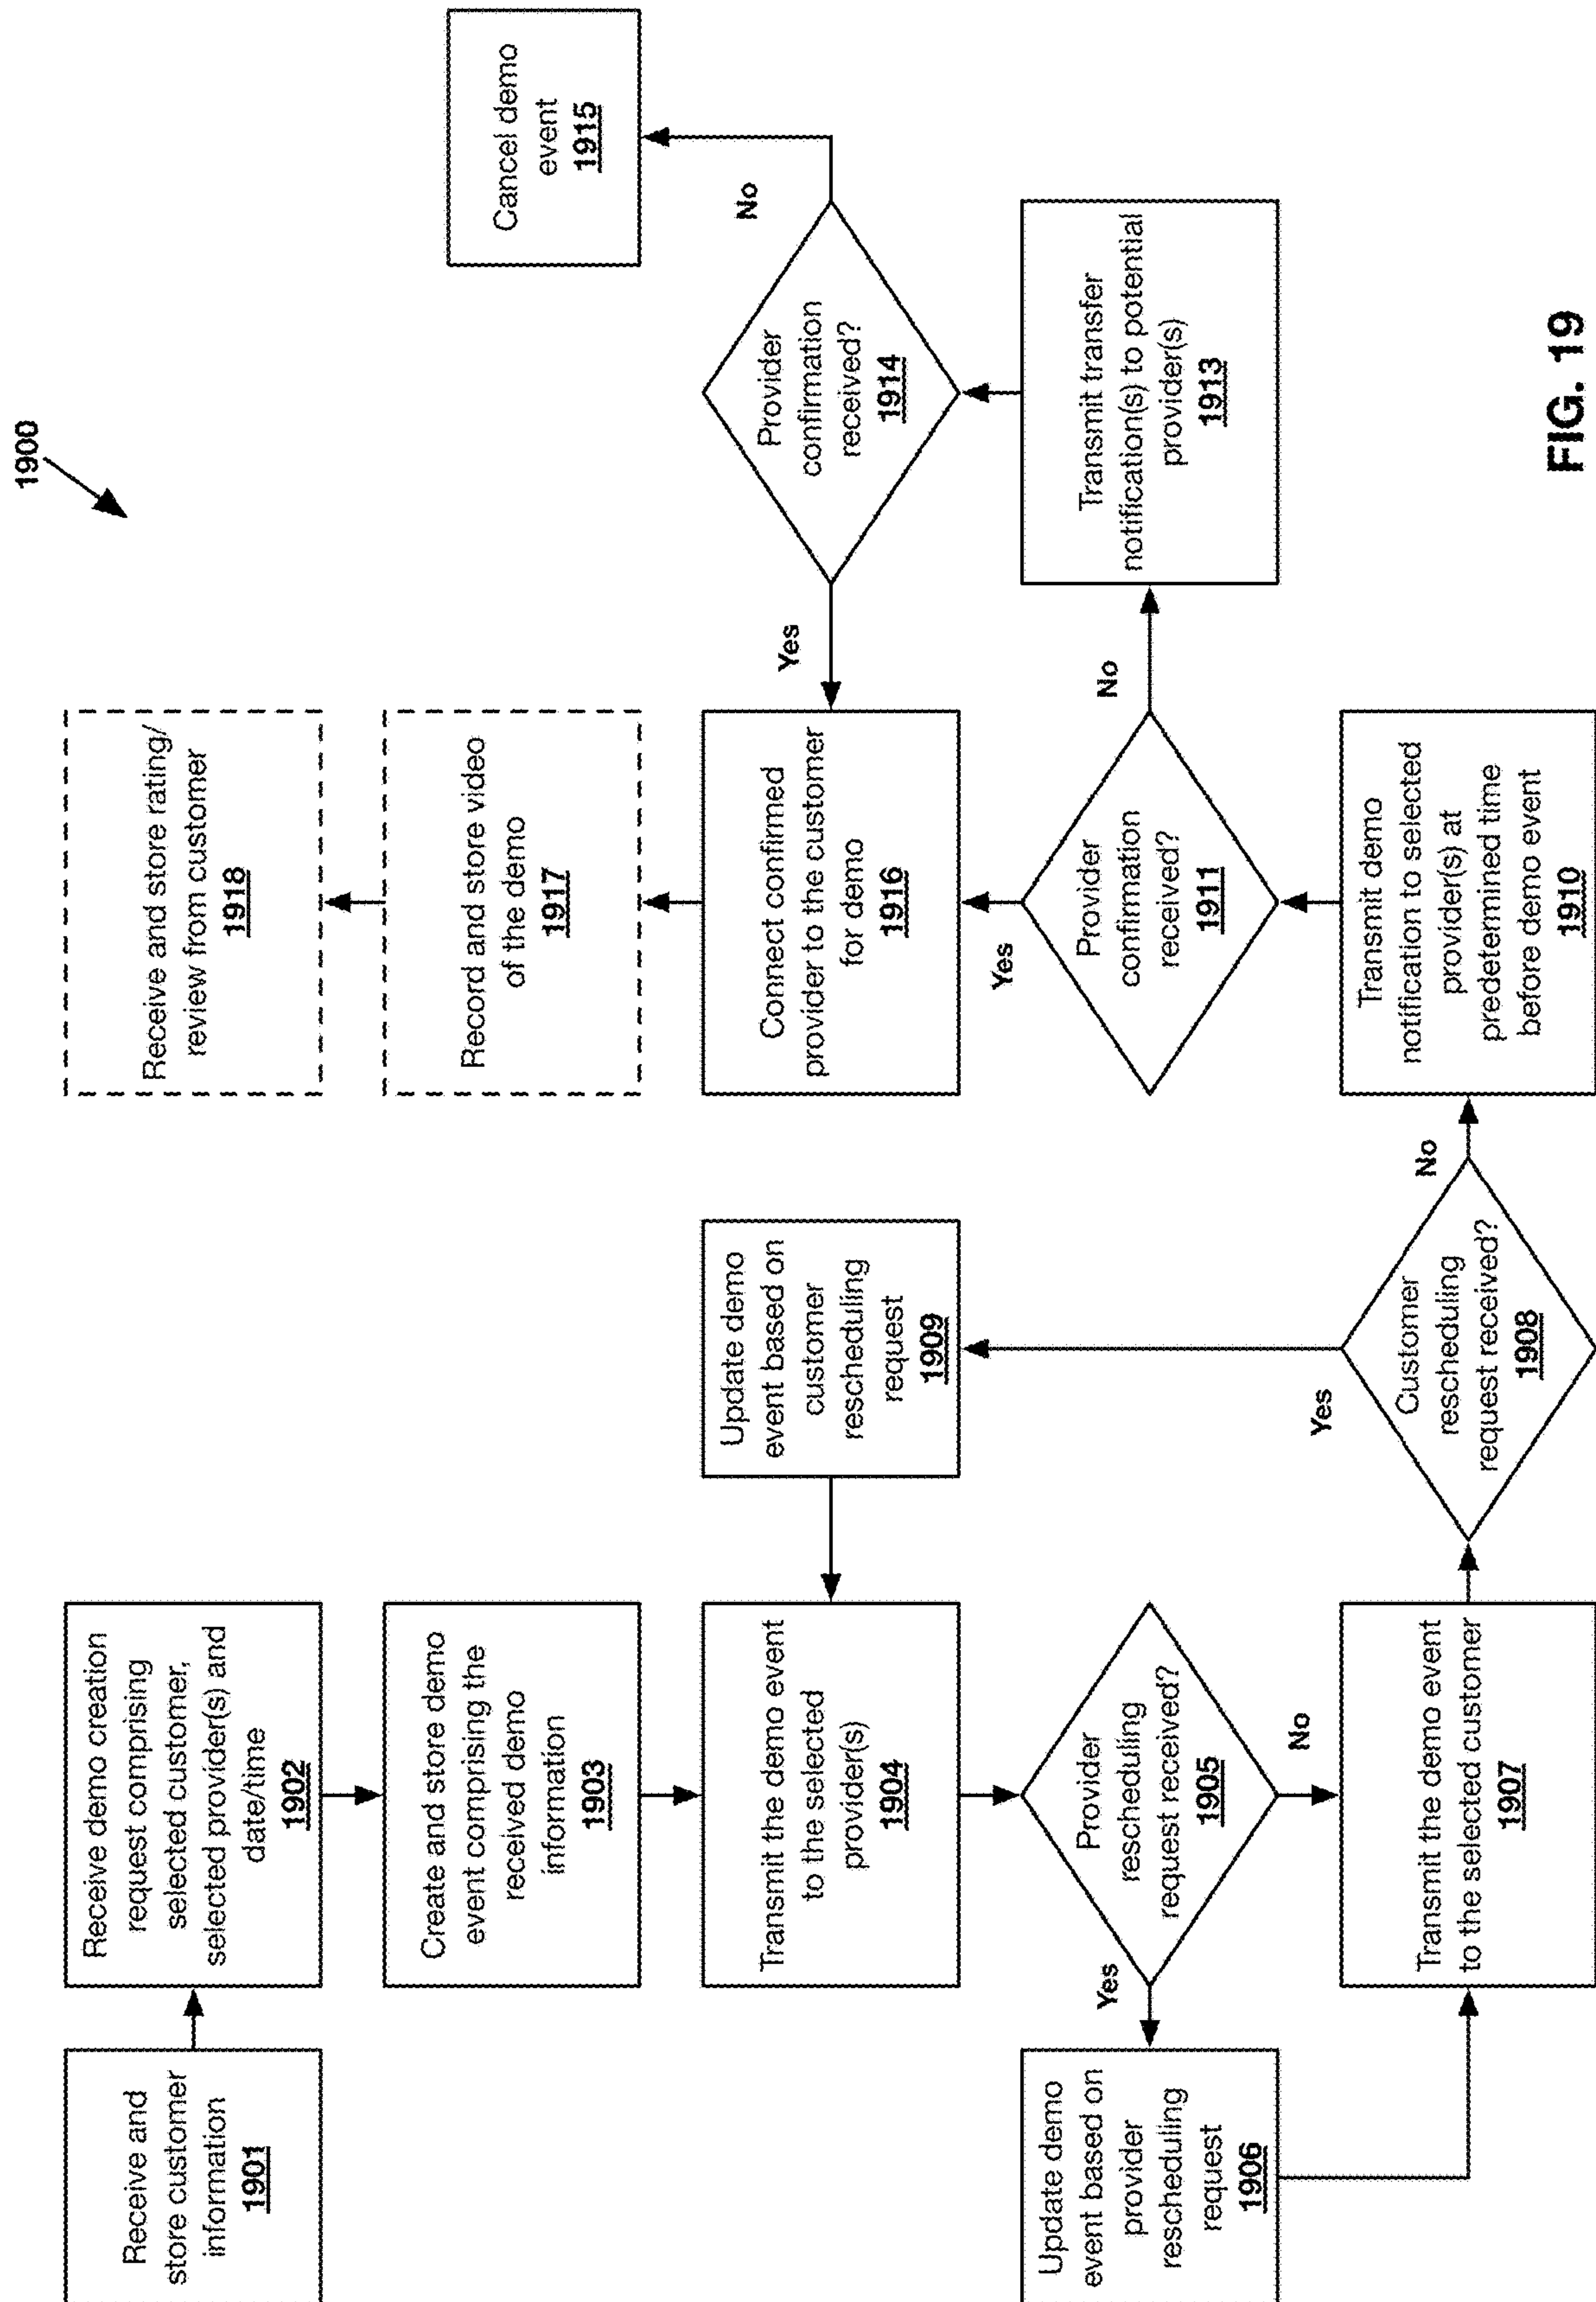 1900
Receive and
store customer
information
1901
Receive demo creation
request comprising
selected customer,
selected provider(s) and
date/time
1902
Create and store demo
event comprising the
received demo
information
1903
Transmit the demo event
to the selected
provider(s)
1904
Provider
rescheduling
request received?
1905
Yes
No
Update demo
event based on
provider
rescheduling
request
1906
Transmit the demo event
to the selected customer
1907
Customer
rescheduling
request received?
1908
Yes
No
Update demo
event based on
customer
rescheduling
request
1909
Transmit demo
notification to selected
provider(s) at
predetermined time
before demo event
1910
Provider
confirmation
received?
1911
Yes
No
Transmit transfer
notification(s) to potential
provider(s)
1913
Provider
confirmation
received?
1914
Yes
No
Cancel demo
event
1915
Connect confirmed
provider to the customer
for demo
1916
Record and store video
of the demo
1917
Receive and store rating/
review from customer
1918
FIG. 19